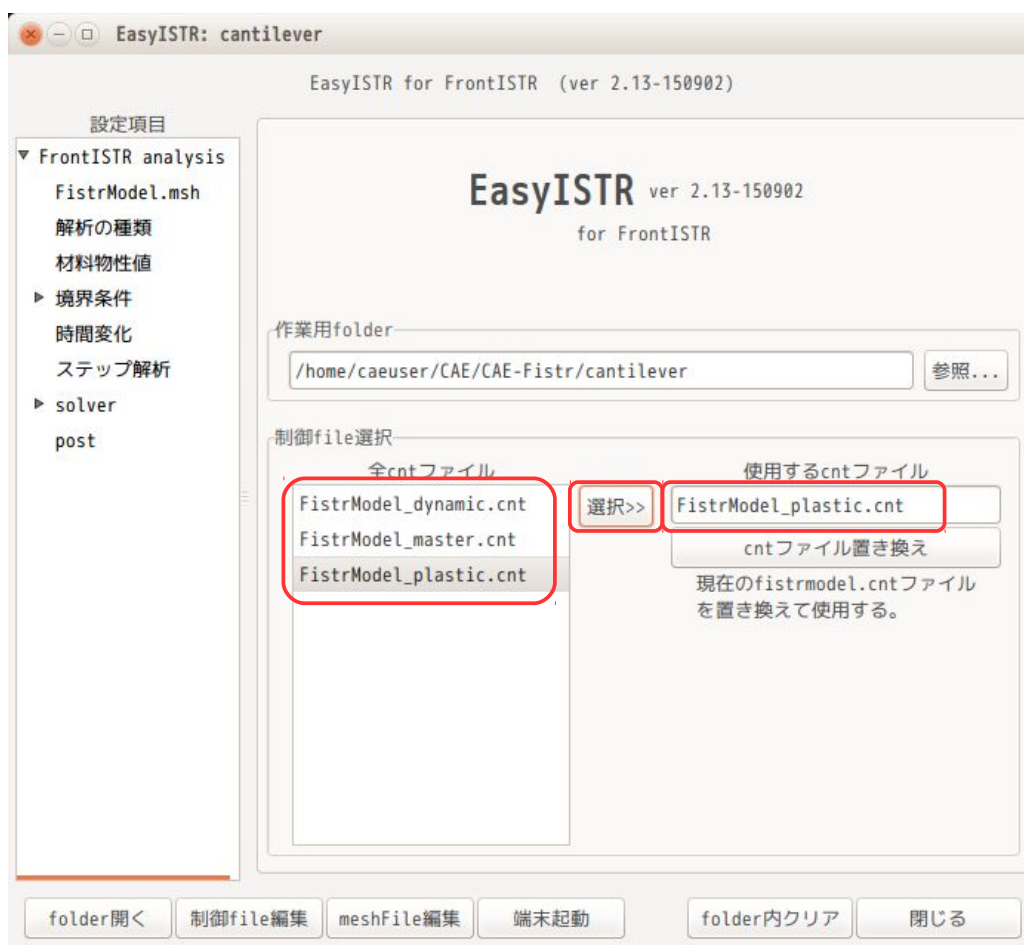 EasyISTR: cantilever
EasyISTR for FrontISTR (ver 2.13-150902)
設定項目
FrontISTR analysis
FistrModel.msh
解析の種類
材料物性値
境界条件
時間変化
ステップ解析
solver
post
EasyISTR ver 2.13-150902
for FrontISTR
作業用folder
/home/caeuser/CAE/CAE-Fistr/cantilever
参照...
制御file選択
全cntファイル
FistrModel_dynamic.cnt
FistrModel_master.cnt
FistrModel_plastic.cnt
選択>>
使用するcntファイル
FistrModel_plastic.cnt
cntファイル置き換え
現在のfistrmodel.cntファイル
を置き換えて使用する。
folder開く 制御file編集 meshFile編集 端末起動 folder内クリア 閉じる